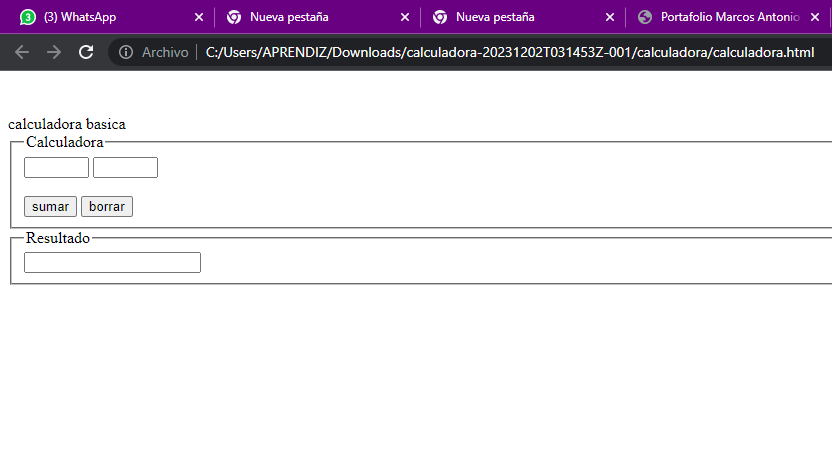 (3) WhatsApp
Nueva pestaña
Nueva pestaña
Portafolio Marcos Antonio
Archivo C:/Users/APRENDIZ/Downloads/calculadora-20231202T031453Z-001/calculadora/calculadora.html
calculadora basica
Calculadora
sumar borrar
Resultado